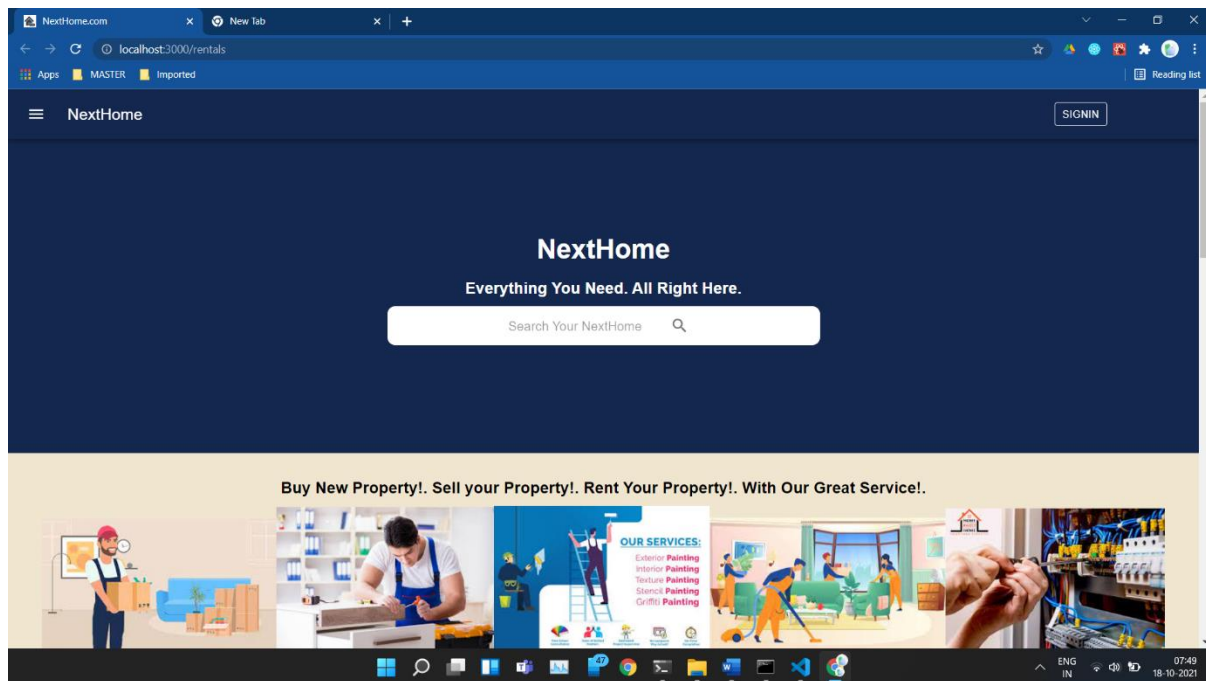 NextHome.com
New Tab
localhost:3000/rentals
Apps
MASTER
Imported
Reading list
NextHome
SIGNIN
NextHome
Everything You Need. All Right Here.
Search Your NextHome
Buy New Property!. Sell your Property!. Rent Your Property!. With Our Great Service!.
OUR SERVICES:
Exterior Painting
Interior Painting
Texture Painting
Stencil Painting
Griffiti Painting
47
ENG
IN
07:49
18-10-2021